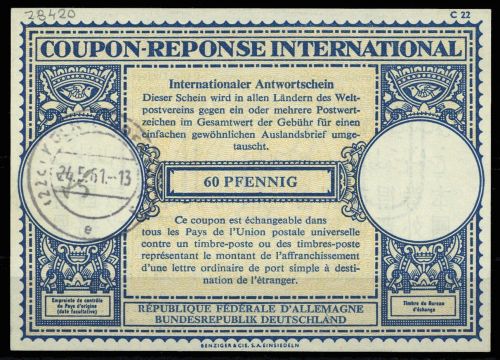 28420
C 22
COUPON-REPONSE INTERNATIONAL
Internationaler Antwortschein
Dieser Schein wird in allen Ländern des Welt-
postvereins gegen ein oder mehrere Postwert-
zeichen im Gesamtwert der Gebühr für einen
einfachen gewöhnlichen Auslandsbrief umge-
tauscht.
24.5.61.-13
e
60 PFENNIG
Ce coupon est échangeable dans
tous les Pays de l'Union postale universelle
contre un timbre-poste ou des timbres-poste
représentant le montant de l'affranchissement
d'une lettre ordinaire de port simple à desti-
nation de l'étranger.
Empreinte de contrôle
du Pays d'origine
(date facultative)
Timbre du Bureau
d'échange
RÉPUBLIQUE FÉDÉRALE D'ALLEMAGNE
BUNDESREPUBLIK DEUTSCHLAND
BENZIGER & CIE. S.A. EINSIEDELN